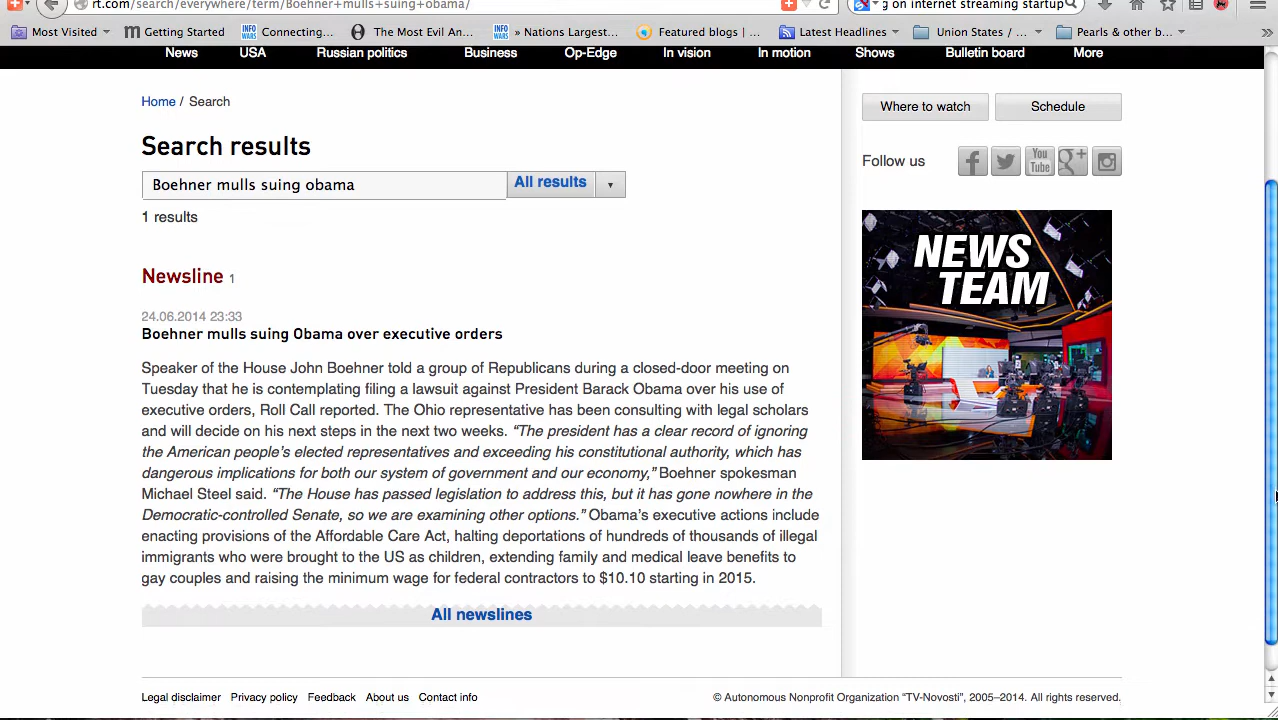 rt.com/search/everywhere/term/Boehner+mulls+suing+obama/
g on internet streaming startup
Most Visited
Getting Started
INFO WARS
Connecting...
The Most Evil An...
INFO WARS
» Nations Largest...
Featured blogs | ...
Latest Headlines
Union States / ...
Pearls & other b...
News
USA
Russian politics
Business
Op-Edge
In vision
In motion
Shows
Bulletin board
More
Home / Search
Search results
Boehner mulls suing obama
All results
1 results
Newsline 1
24.06.2014 23:33
Boehner mulls suing Obama over executive orders
Speaker of the House John Boehner told a group of Republicans during a closed-door meeting on
Tuesday that he is contemplating filing a lawsuit against President Barack Obama over his use of
executive orders, Roll Call reported. The Ohio representative has been consulting with legal scholars
and will decide on his next steps in the next two weeks. “The president has a clear record of ignoring
the American people’s elected representatives and exceeding his constitutional authority, which has
dangerous implications for both our system of government and our economy,” Boehner spokesman
Michael Steel said. “The House has passed legislation to address this, but it has gone nowhere in the
Democratic-controlled Senate, so we are examining other options.” Obama’s executive actions include
enacting provisions of the Affordable Care Act, halting deportations of hundreds of thousands of illegal
immigrants who were brought to the US as children, extending family and medical leave benefits to
gay couples and raising the minimum wage for federal contractors to $10.10 starting in 2015.
All newslines
Where to watch
Schedule
Follow us
You Tube
g+
NEWS
TEAM
Legal disclaimer
Privacy policy
Feedback
About us
Contact info
© Autonomous Nonprofit Organization “TV-Novosti”, 2005–2014. All rights reserved.